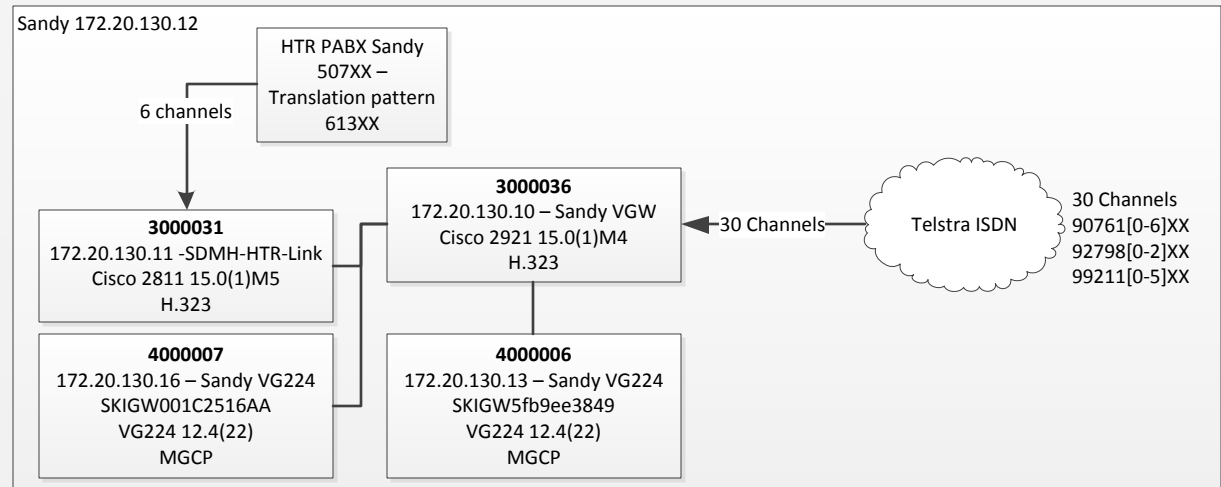 Sandy 172.20.130.12
HTR PABX Sandy
507XX –
Translation pattern
613XX
6 channels
3000031
172.20.130.11 -SDMH-HTR-Link
Cisco 2811 15.0(1)M5
H.323
3000036
172.20.130.10 – Sandy VGW
Cisco 2921 15.0(1)M4
H.323
30 Channels
Telstra ISDN
30 Channels
90761[0-6]XX
92798[0-2]XX
99211[0-5]XX
4000007
172.20.130.16 – Sandy VG224
SKIGW001C2516AA
VG224 12.4(22)
MGCP
4000006
172.20.130.13 – Sandy VG224
SKIGW5fb9ee3849
VG224 12.4(22)
MGCP